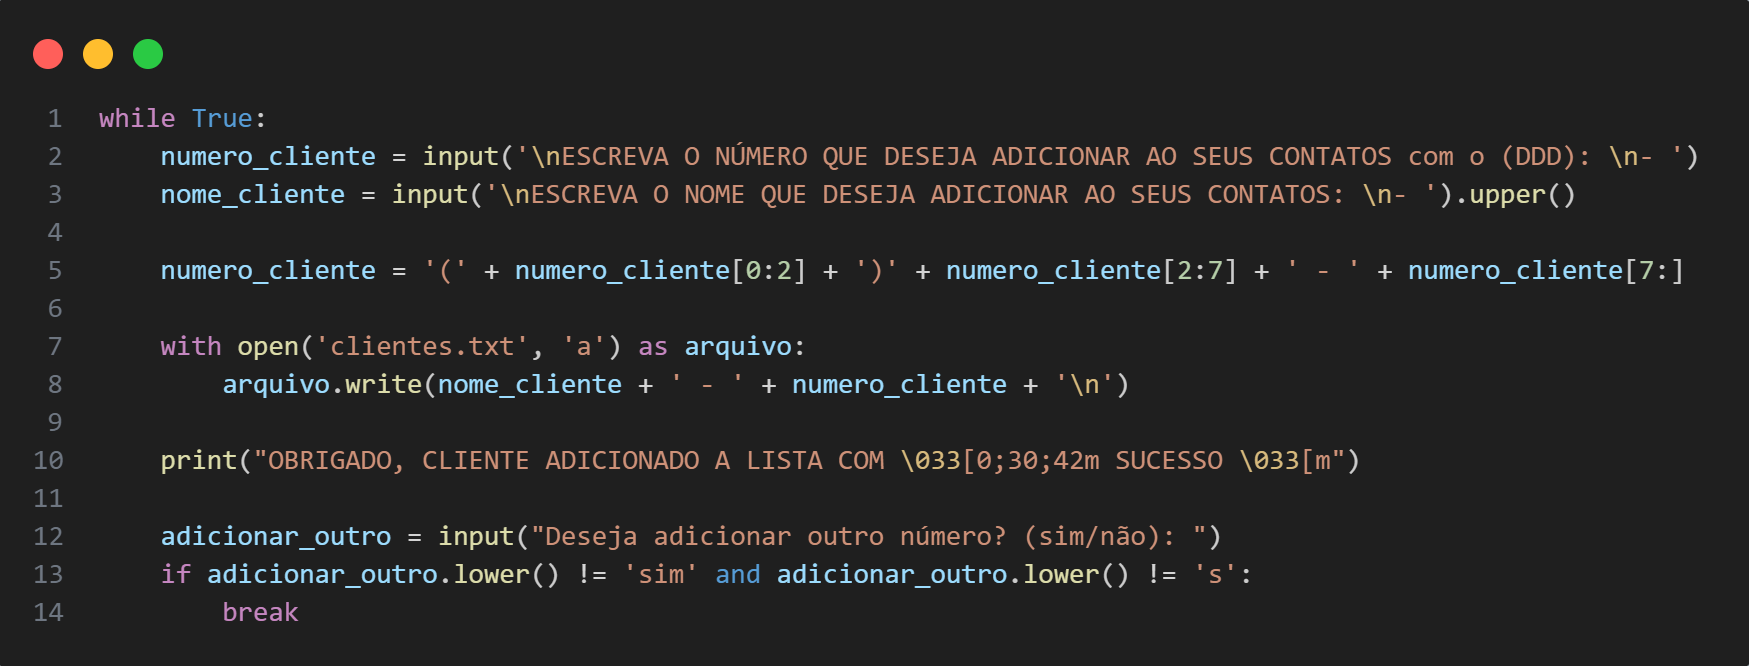 1 while True:
2     numero_cliente = input('\nESCREVA O NÚMERO QUE DESEJA ADICIONAR AO SEUS CONTATOS com o (DDD): \n- ')
3     nome_cliente = input('\nESCREVA O NOME QUE DESEJA ADICIONAR AO SEUS CONTATOS: \n- ').upper()
4
5     numero_cliente = '(' + numero_cliente[0:2] + ')' + numero_cliente[2:7] + ' - ' + numero_cliente[7:]
6
7     with open('clientes.txt', 'a') as arquivo:
8         arquivo.write(nome_cliente + ' - ' + numero_cliente + '\n')
9
10     print("OBRIGADO, CLIENTE ADICIONADO A LISTA COM \033[0;30;42m SUCESSO \033[m")
11
12     adicionar_outro = input("Deseja adicionar outro número? (sim/não): ")
13     if adicionar_outro.lower() != 'sim' and adicionar_outro.lower() != 's':
14         break